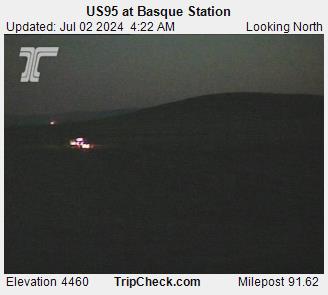 US95 at Basque Station
Updated: Jul 02 2024  4:22 AM Looking North
Elevation 4460 TripCheck.com Milepost 91.62